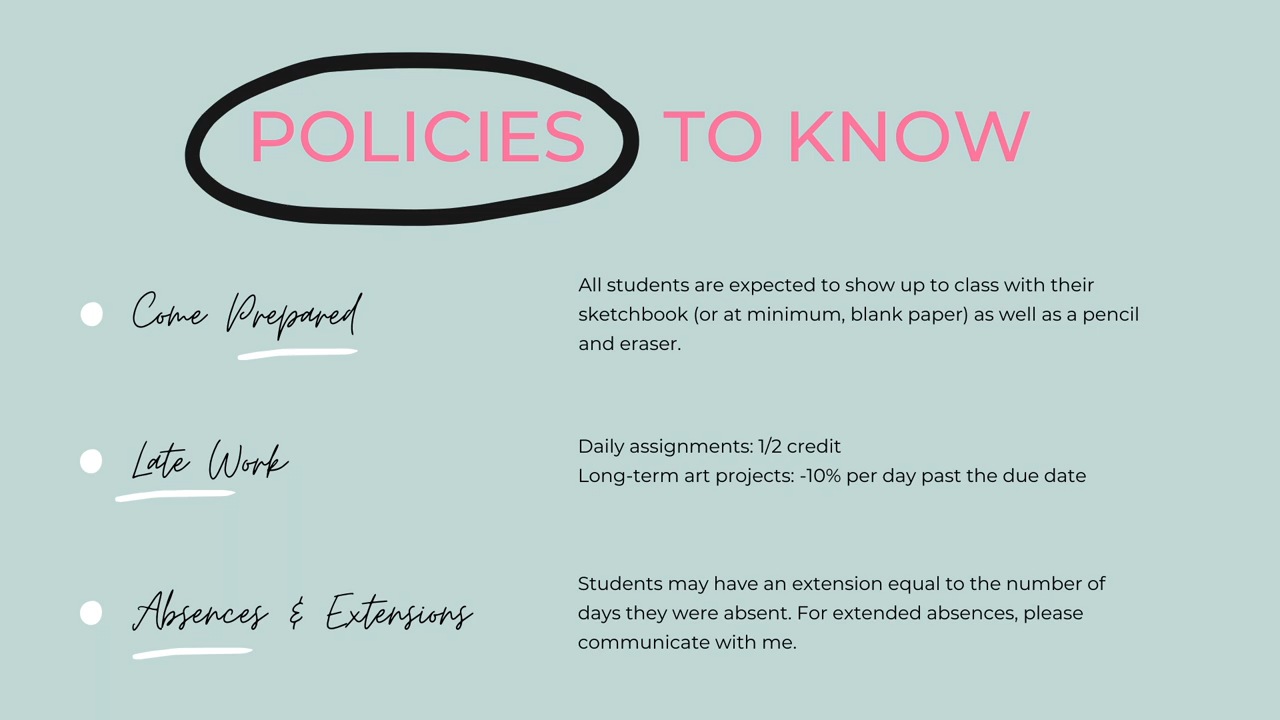 POLICIES TO KNOW
Come Prepared
All students are expected to show up to class with their
sketchbook (or at minimum, blank paper) as well as a pencil
and eraser.
Late Work
Daily assignments: 1/2 credit
Long-term art projects: -10% per day past the due date
Absences & Extensions
Students may have an extension equal to the number of
days they were absent. For extended absences, please
communicate with me.